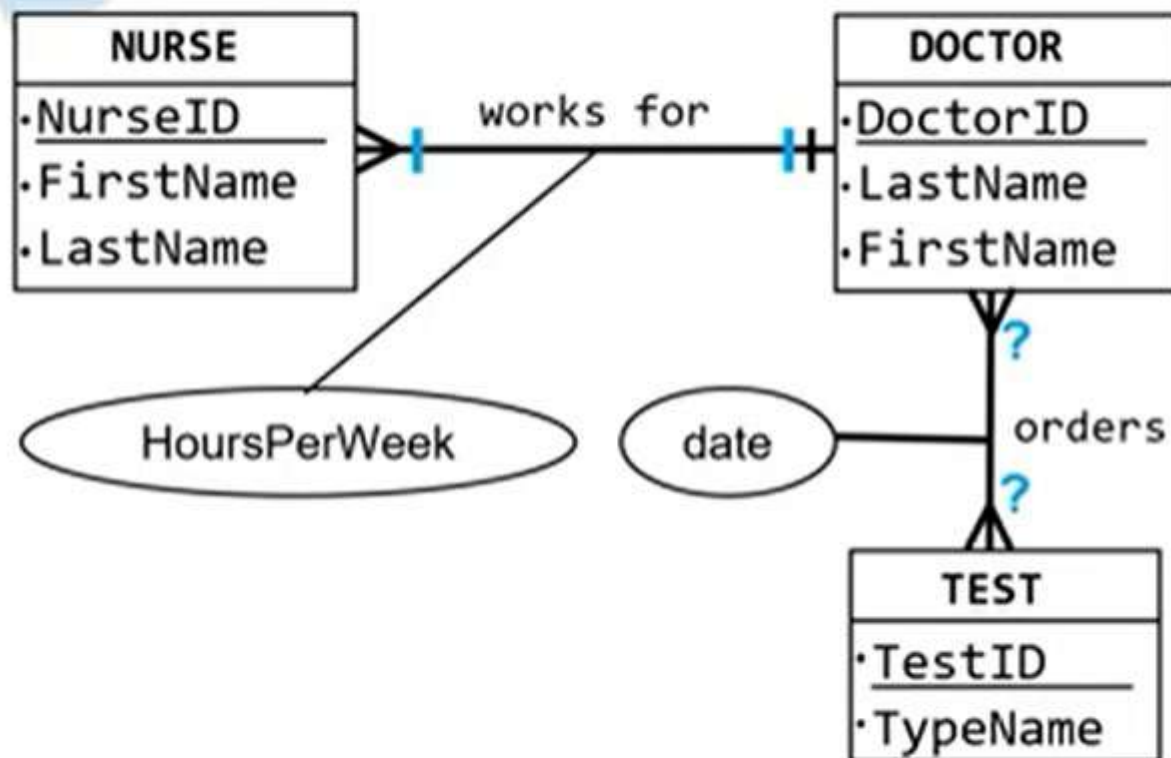 NURSE
·NurseID
·FirstName
·LastName
works for
DOCTOR
·DoctorID
·LastName
·FirstName
HoursPerWeek
date
?
orders
?
TEST
·TestID
·TypeName